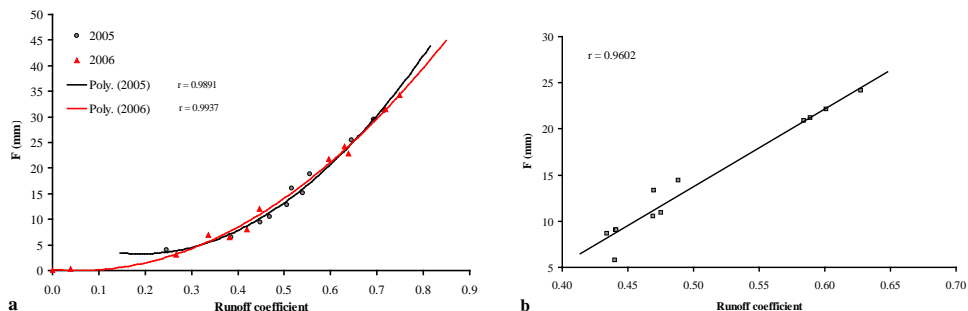 50
45
40
35
30
25
20
15
10
5
0
F (mm)
2005
2006
Poly. (2005) r = 0.9891
Poly. (2006) r = 0.9937
0.0 0.1 0.2 0.3 0.4 0.5 0.6 0.7 0.8 0.9
Runoff coefficient
a
30
25
20
15
10
5
F (mm)
r = 0.9602
0.40 0.45 0.50 0.55 0.60 0.65 0.70
Runoff coefficient
b